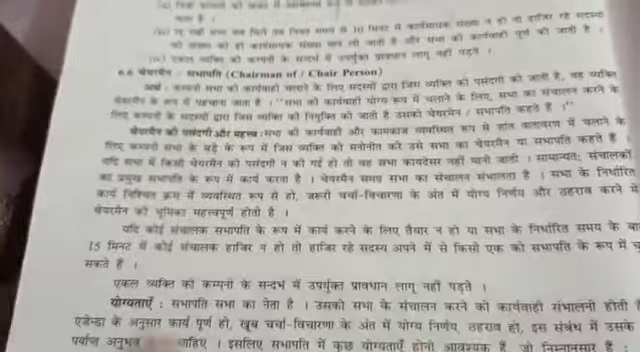 (iv) एकल व्यक्ति की कम्पनी के सन्दर्भ में उपर्युक्त प्रावधान लागू नहीं पड़ते ।
6.6 चेयरमैन - सभापति (Chairman of / Chair Person)
अर्थ : कम्पनी सभा की कार्यवाही चलाने के लिए सदस्यों द्वारा जिस व्यक्ति की पसंदगी की जाती है, वह व्यक्ति
चेयरमैन के रूप में पहचाना जाता है । "सभा की कार्यवाही योग्य रूप में चलाने के लिए, सभा का संचालन करने के
लिए कम्पनी के सदस्यों द्वारा जिस व्यक्ति की नियुक्ति की जाती है उसको चेयरमैन / सभापति कहते हैं ।"
चेयरमैन की पसंदगी और महत्त्व : सभा की कार्यवाही और कामकाज व्यवस्थित रूप से शांत वातावरण में चलाने के
लिए कम्पनी सभा के बड़े के रूप में जिस व्यक्ति को मनोनीत करे उसे सभा का चेयरमैन या सभापति कहते हैं ।
यदि सभा में किसी चेयरमैन की पसंदगी न की गई हो तो वह सभा कायदेसर नहीं मानी जाती । सामान्यतः संचालकों
का प्रमुख सभापति के रूप में कार्य करता है । चेयरमैन समग्र सभा का संचालन संभालता है । सभा के निर्धारित
कार्य निश्चित क्रम में व्यवस्थित रूप से हो, जरूरी चर्चा-विचारणा के अंत में योग्य निर्णय और ठहराव करने में
चेयरमैन की भूमिका महत्त्वपूर्ण होती है ।
यदि कोई संचालक सभापति के रूप में कार्य करने के लिए तैयार न हो या सभा के निर्धारित समय के
15 मिनट में कोई संचालक हाजिर न हो तो हाजिर रहे सदस्य अपने में से किसी एक को सभापति के रूप में
सकते हैं ।
एकल व्यक्ति की कम्पनी के सन्दर्भ में उपर्युक्त प्रावधान लागू नहीं पड़ते ।
योग्यताएँ : सभापति सभा का नेता है । उसको सभा के संचालन करने की कार्यवाही संभालनी होती
एजेन्डा के अनुसार कार्य पूर्ण हो, खूब चर्चा-विचारणा के अंत में योग्य निर्णय, ठहराव हो, इस संबंध में उसके
पर्याप्त अनुभव चाहिए । इसलिए सभापति में कुछ योग्यताएँ होनी आवश्यक हैं, जो निम्नानुसार हैं :